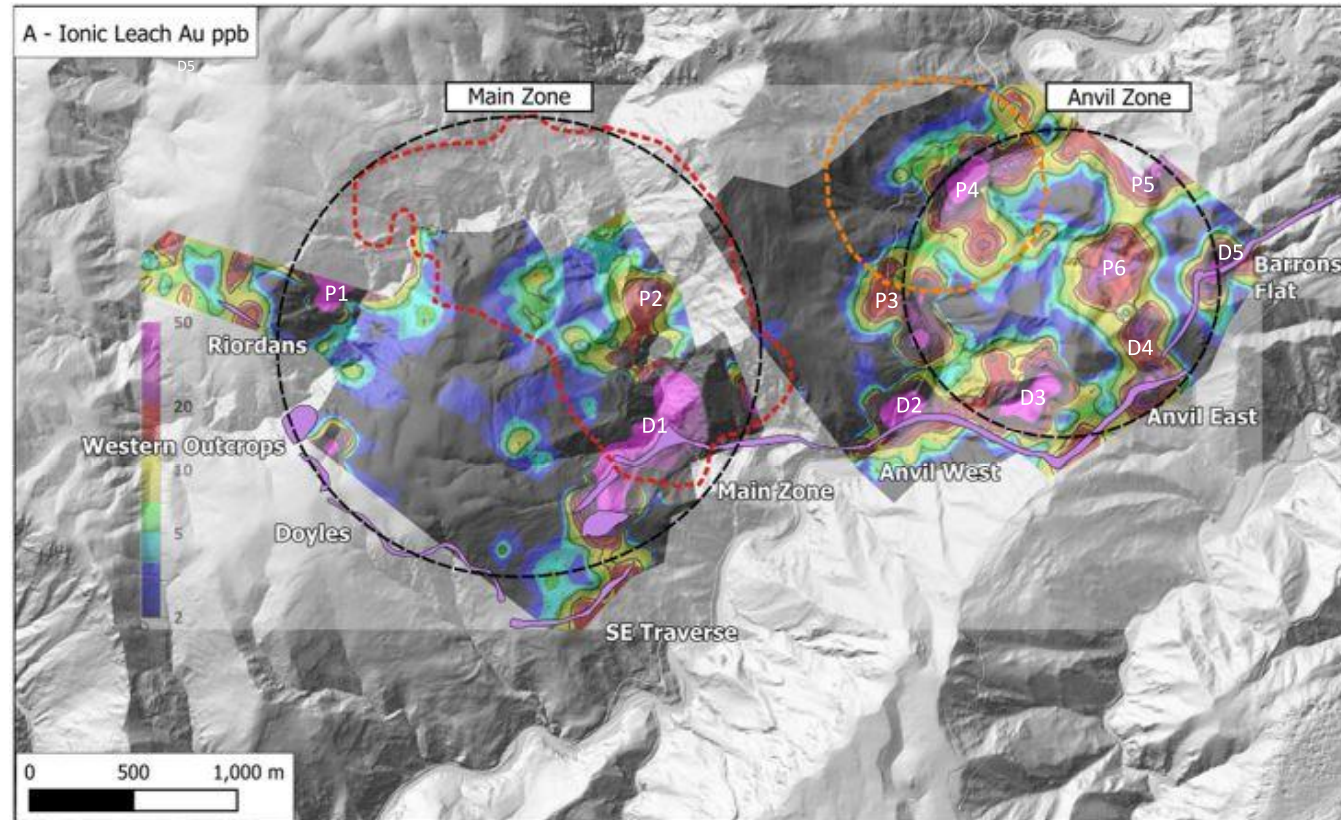 A - Ionic Leach Au ppb
D5
Main Zone
Anvil Zone
P4
P5
D5
Barrons
Flat
P6
P1
P2
P3
50
Riordans
D4
20
D3
D2
D1
Anvil East
Western Outcrops
10
Anvil West
Main Zone
5
Doyles
2
SE Traverse
0 500 1,000 m